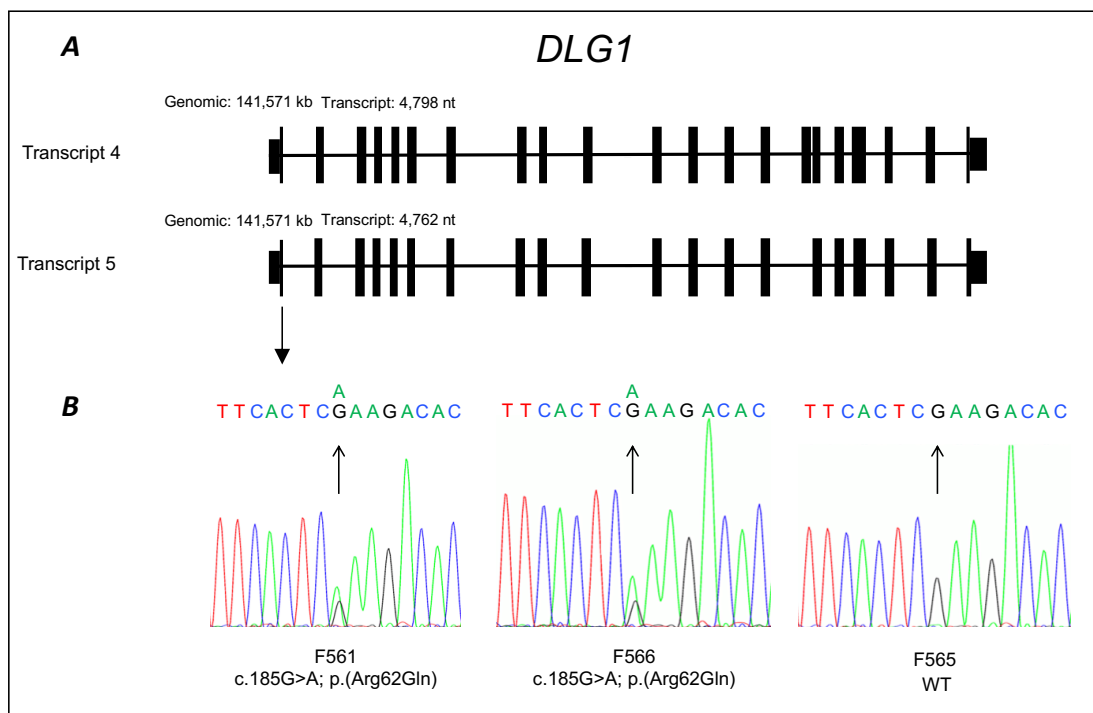 A
DLG1
Genomic: 141,571 kb Transcript: 4,798 nt
Transcript 4
Genomic: 141,571 kb Transcript: 4,762 nt
Transcript 5
B
A
TTCACTCGAAGACAC
A
TTCACTCGAAGACAC
TTCACTCGAAGACAC
F561
c.185G>A; p.(Arg62Gln)
F566
c.185G>A; p.(Arg62Gln)
F565
WT